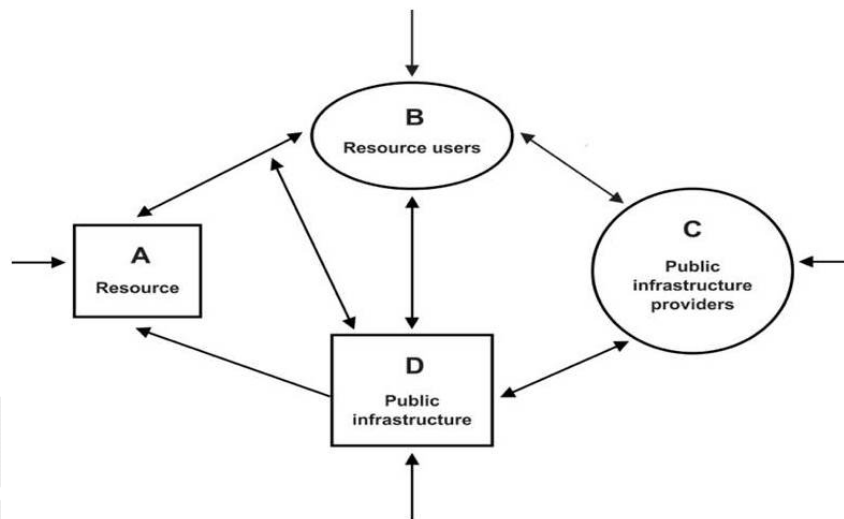 B
Resource users
A
Resource
C
Public
infrastructure
providers
D
Public
infrastructure